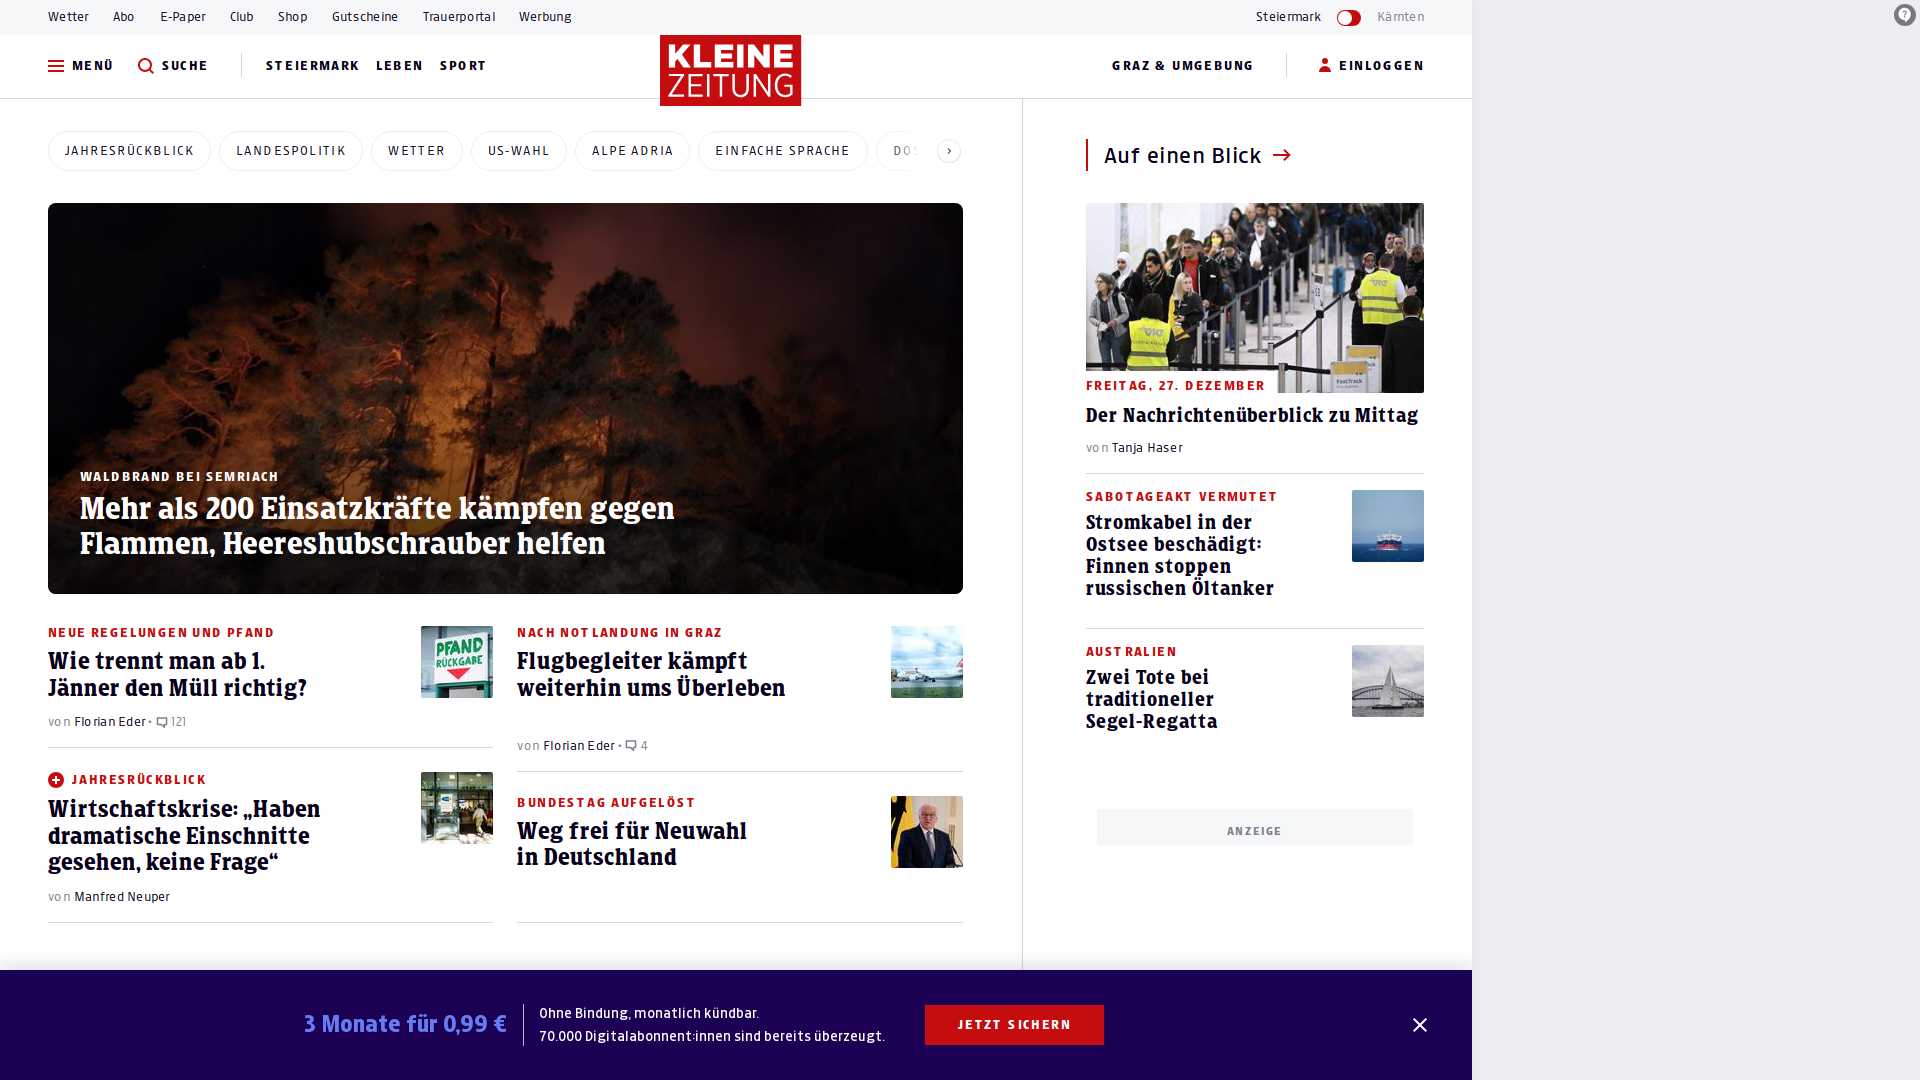 Wetter Abo E-Paper Club Shop Gutscheine Trauerportal Werbung Steiermark Kärnten
MENÜ SUCHE STEIERMARK LEBEN SPORT KLEINE ZEITUNG GRAZ & UMGEBUNG EINLOGGEN
JAHRESRÜCKBLICK LANDESPOLITIK WETTER US-WAHL ALPE ADRIA EINFACHE SPRACHE
Auf einen Blick
WALDBRAND BEI SEMRIACH
Mehr als 200 Einsatzkräfte kämpfen gegen
Flammen, Heereshubschrauber helfen
NEUE REGELUNGEN UND PFAND
Wie trennt man ab 1.
Jänner den Müll richtig?
von Florian Eder • 121
PFAND
RÜCKGABE
NACH NOTLANDUNG IN GRAZ
Flugbegleiter kämpft
weiterhin ums Überleben
von Florian Eder • 4
JAHRESRÜCKBLICK
Wirtschaftskrise: „Haben
dramatische Einschnitte
gesehen, keine Frage“
von Manfred Neuper
BUNDESTAG AUFGELÖST
Weg frei für Neuwahl
in Deutschland
FREITAG, 27. DEZEMBER
Der Nachrichtenüberblick zu Mittag
von Tanja Haser
SABOTAGEAKT VERMUTET
Stromkabel in der
Ostsee beschädigt:
Finnen stoppen
russischen Öltanker
AUSTRALIEN
Zwei Tote bei
traditioneller
Segel-Regatta
ANZEIGE
3 Monate für 0,99 €
Ohne Bindung, monatlich kündbar.
70.000 Digitalabonnent:innen sind bereits überzeugt.
JETZT SICHERN